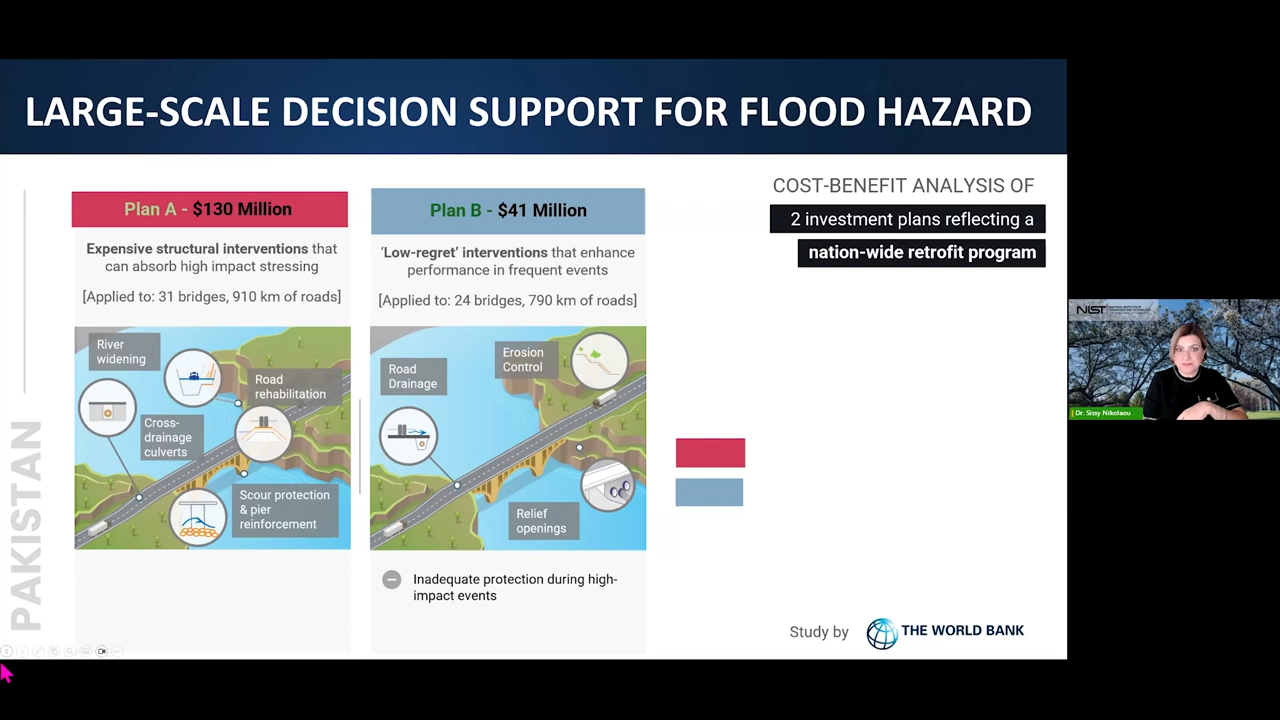 LARGE-SCALE DECISION SUPPORT FOR FLOOD HAZARD
PAKISTAN
Plan A - $130 Million
Expensive structural interventions that
can absorb high impact stressing
[Applied to: 31 bridges, 910 km of roads]
River
widening
Road
rehabilitation
Cross-
drainage
culverts
Scour protection
& pier
reinforcement
Plan B - $41 Million
‘Low-regret’ interventions that enhance
performance in frequent events
[Applied to: 24 bridges, 790 km of roads]
Road
Drainage
Erosion
Control
Relief
openings
Inadequate protection during high-
impact events
COST-BENEFIT ANALYSIS OF
2 investment plans reflecting a
nation-wide retrofit program
Study by
THE WORLD BANK
NIST
Dr. Sissy Nikolaou